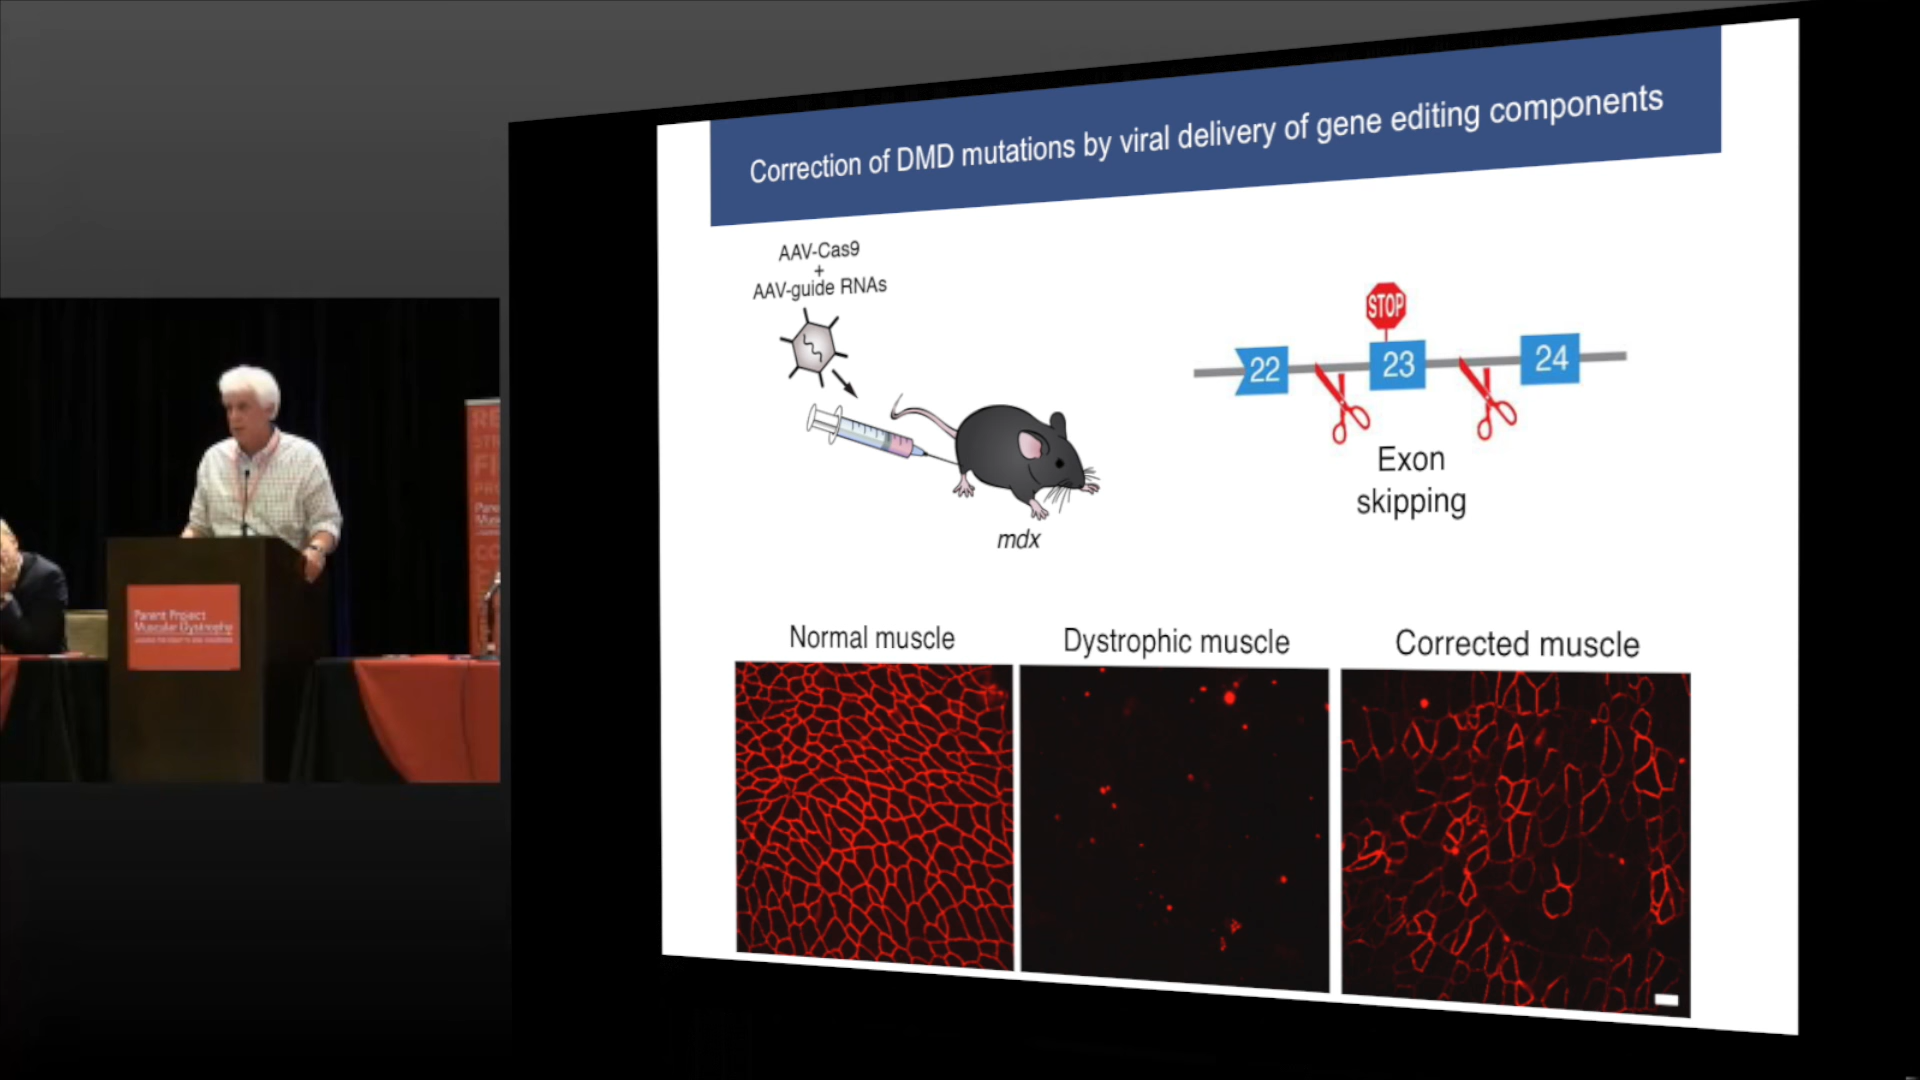 Correction of DMD mutations by viral delivery of gene editing components
AAV-Cas9
+
AAV-guide RNAs
mdx
STOP
22
23
24
Exon
skipping
Normal muscle
Dystrophic muscle
Corrected muscle
Parent Project
Muscular Dystrophy